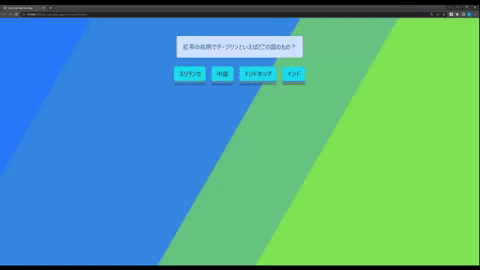 紅茶の銘柄でダージリンといえばどこの国のもの？
スリランカ
中国
インドネシア
インド